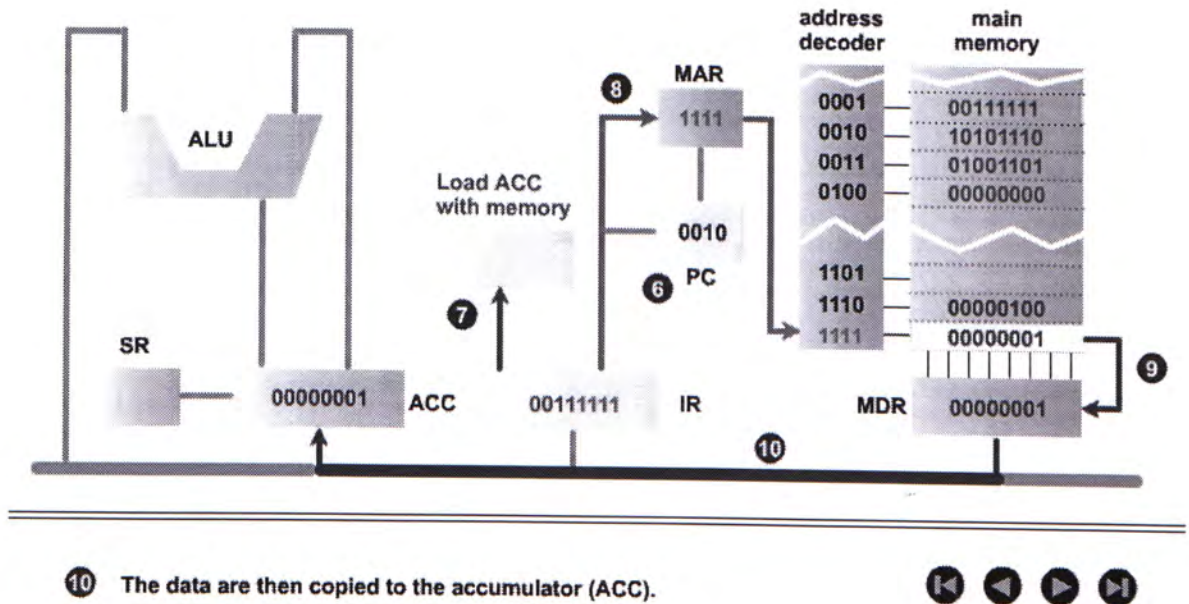 address decoder
main memory
MAR
8
1111
0001
00111111
0010
10101110
0011
01001101
0100
00000000
ALU
Load ACC
with memory
0010
6
PC
1101
1110
00000100
1111
00000001
7
9
SR
00000001
ACC
00111111
IR
MDR
00000001
10
10 The data are then copied to the accumulator (ACC).